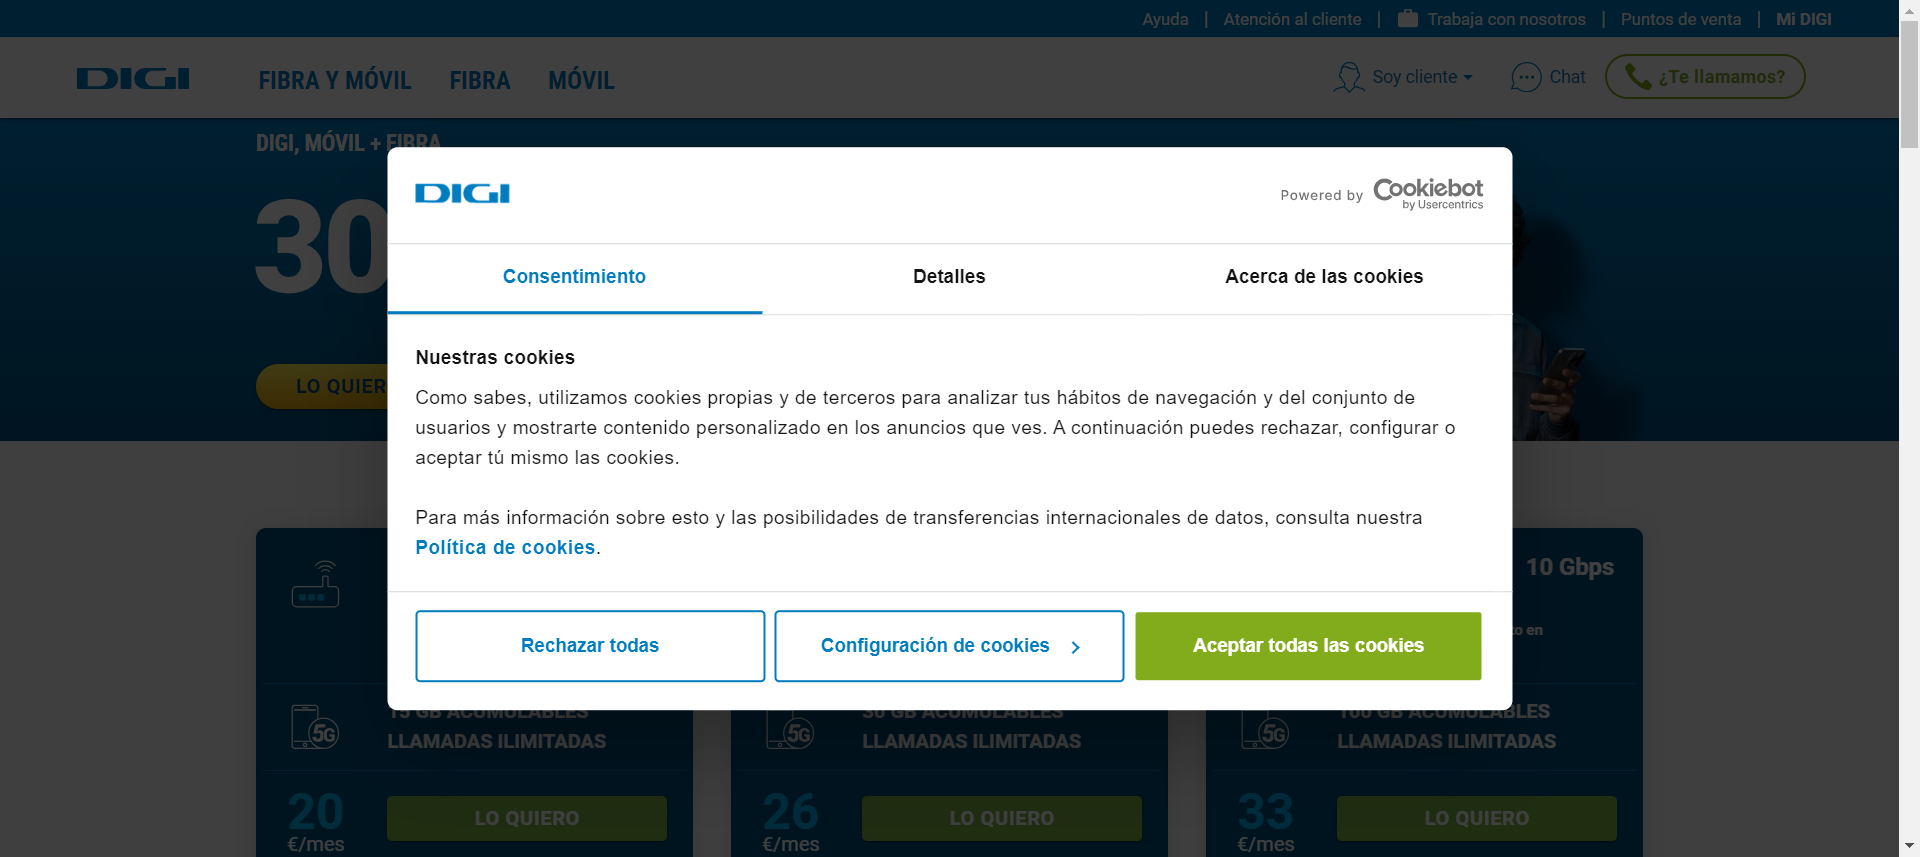 Ayuda | Atención al cliente | Trabaja con nosotros | Puntos de venta | Mi DIGI
DIGI FIBRA Y MÓVIL FIBRA MÓVIL Soy cliente Chat ¿Te llamamos?
DIGI, MÓVIL + FIBRA
30
LO QUIER
DIGI Powered by Cookiebot
by Usercentrics
Consentimiento Detalles Acerca de las cookies
Nuestras cookies
Como sabes, utilizamos cookies propias y de terceros para analizar tus hábitos de navegación y del conjunto de
usuarios y mostrarte contenido personalizado en los anuncios que ves. A continuación puedes rechazar, configurar o
aceptar tú mismo las cookies.
Para más información sobre esto y las posibilidades de transferencias internacionales de datos, consulta nuestra
Política de cookies.
Rechazar todas Configuración de cookies Aceptar todas las cookies
10 Gbps
en
15 GB ACUMULABLES
LLAMADAS ILIMITADAS
5G
20
€/mes
LO QUIERO
30 GB ACUMULABLES
LLAMADAS ILIMITADAS
5G
26
€/mes
LO QUIERO
100 GB ACUMULABLES
LLAMADAS ILIMITADAS
5G
33
€/mes
LO QUIERO